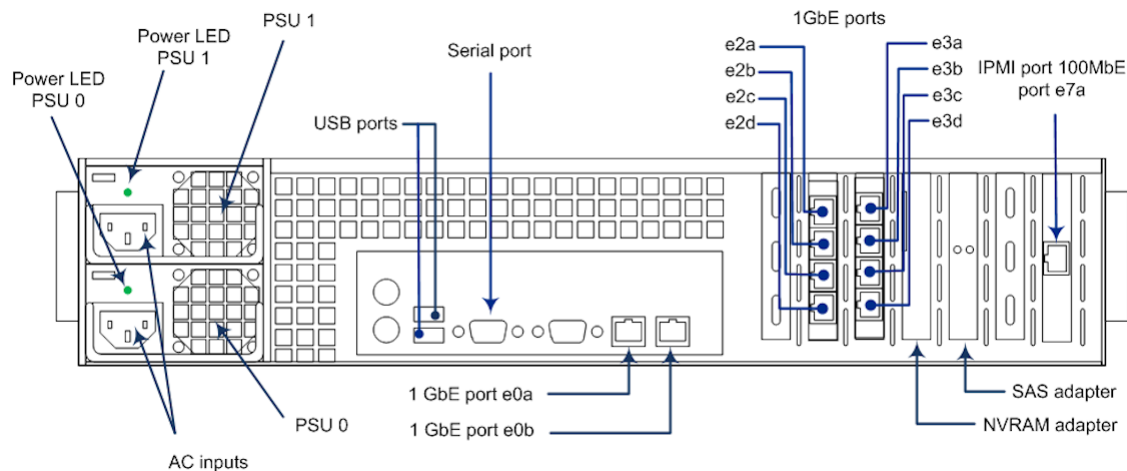 PSU 1
1GbE ports
Power LED
PSU 1
Serial port
e2a
e3a
Power LED
PSU 0
e2b
e3b
IPMI port 100MbE
port e7a
e2c
e3c
USB ports
e2d
e3d
1 GbE port e0a
SAS adapter
PSU 0
1 GbE port e0b
NVRAM adapter
AC inputs